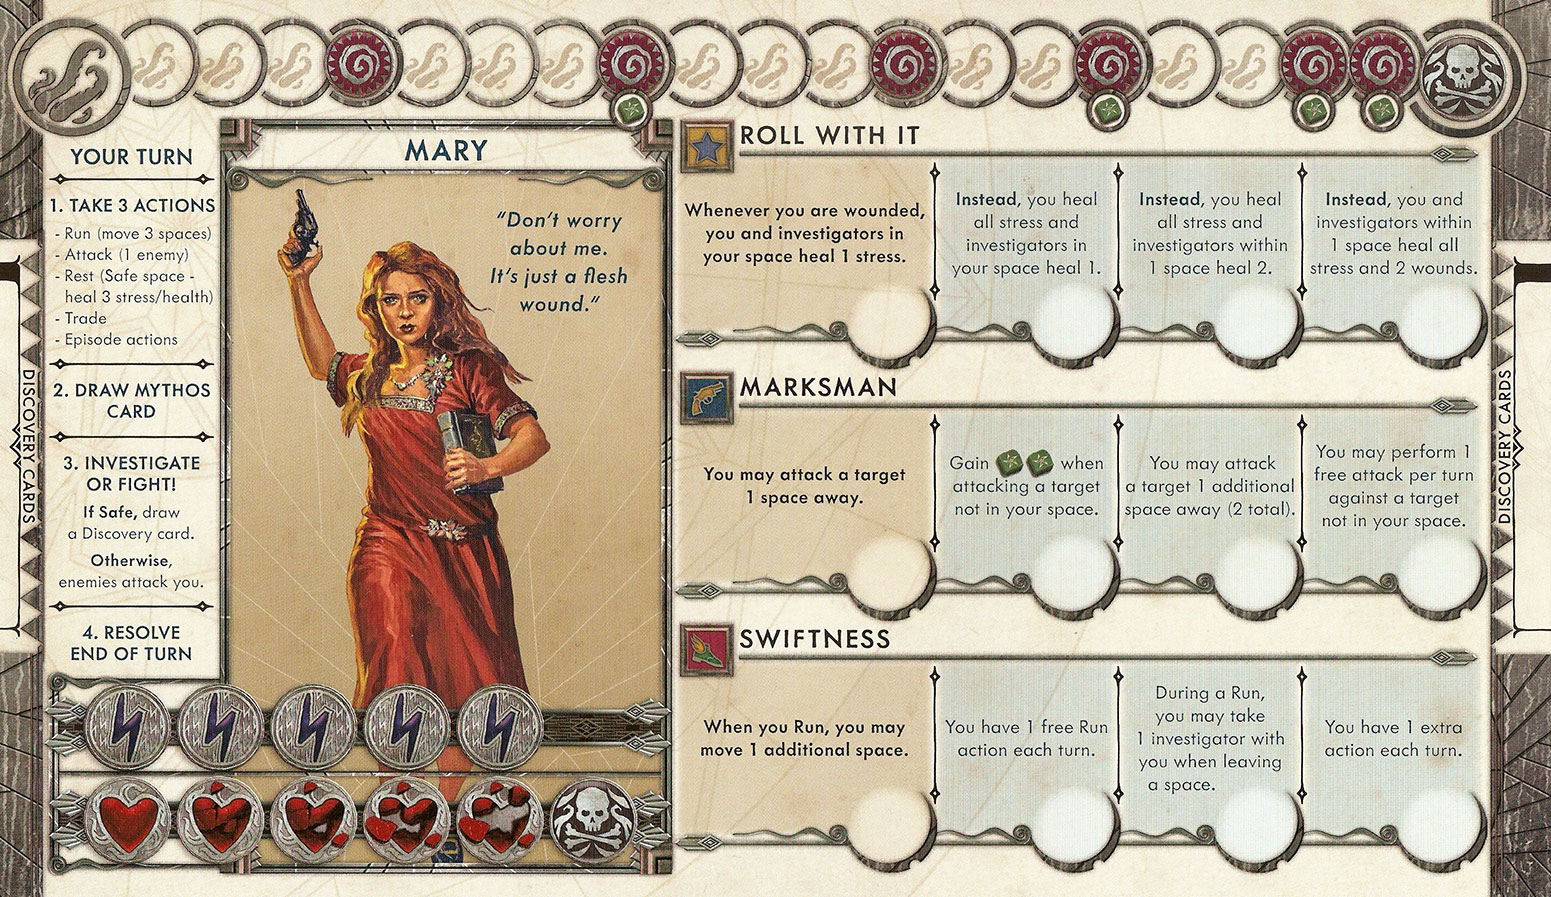 YOUR TURN
1. TAKE 3 ACTIONS
- Run (move 3 spaces)
- Attack (1 enemy)
- Rest (Safe space -
heal 3 stress/health)
- Trade
- Episode actions
2. DRAW MYTHOS
CARD
3. INVESTIGATE
OR FIGHT!
If Safe, draw
a Discovery card.
Otherwise,
enemies attack you.
4. RESOLVE
END OF TURN
DISCOVERY CARDS
MARY
"Don't worry
about me.
It's just a flesh
wound."
ROLL WITH IT
Whenever you are wounded,
you and investigators in
your space heal 1 stress.
Instead, you heal
all stress and
investigators in
your space heal 1.
Instead, you heal
all stress and
investigators within
1 space heal 2.
Instead, you and
investigators within
1 space heal all
stress and 2 wounds.
MARKSMAN
You may attack a target
1 space away.
Gain when
attacking a target
not in your space.
You may attack
a target 1 additional
space away (2 total).
You may perform 1
free attack per turn
against a target
not in your space.
SWIFTNESS
When you Run, you may
move 1 additional space.
You have 1 free Run
action each turn.
During a Run,
you may take
1 investigator with
you when leaving
a space.
You have 1 extra
action each turn.
DISCOVERY CARDS